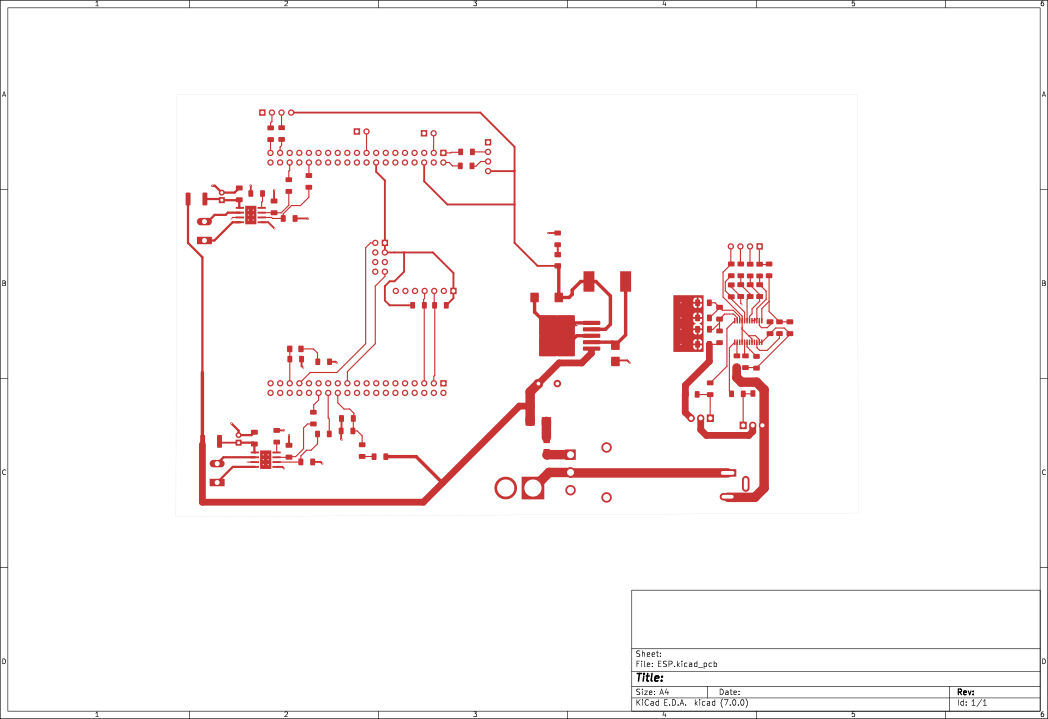 1 2 3 4 5 6
A A
B B
C C
D D
Sheet:
File: ESP.kicad_pcb
Title:
Size: A4 Date: Rev:
KiCad E.D.A. kicad (7.0.0) Id: 1/1
1 2 3 4 5 6